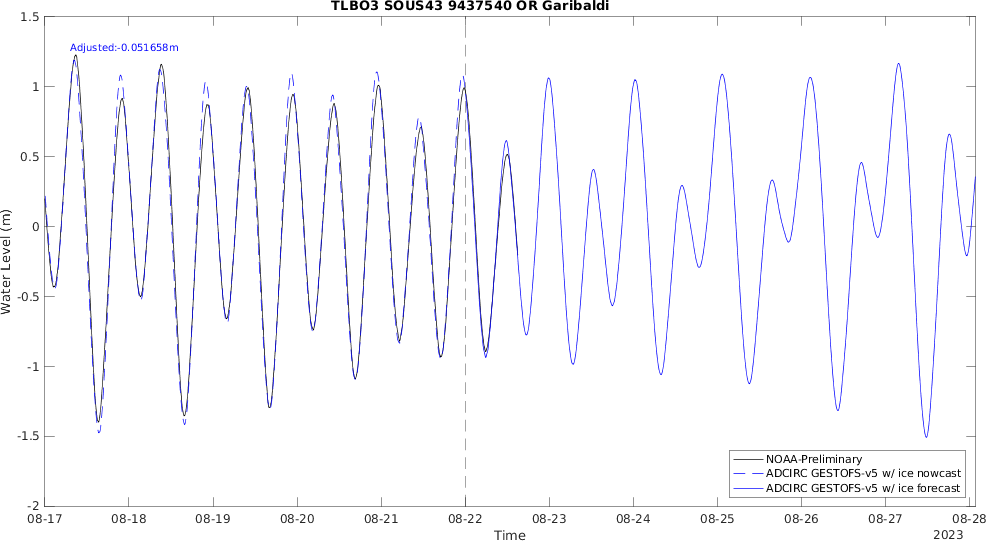 TLBO3 SOUS43 9437540 OR Garibaldi
Adjusted:-0.051658m
1.5
1
0.5
0
-0.5
-1
-1.5
-2
Water Level (m)
NOAA-Preliminary
ADCIRC GESTOFS-v5 w/ ice nowcast
ADCIRC GESTOFS-v5 w/ ice forecast
08-17 08-18 08-19 08-20 08-21 08-22 08-23 08-24 08-25 08-26 08-27 08-28
Time
2023